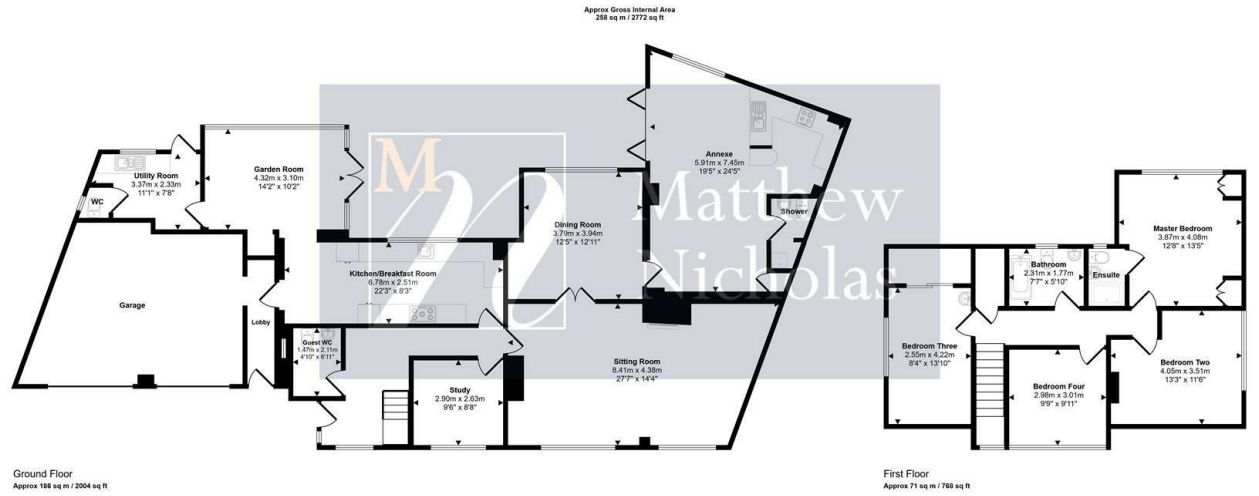 Approx Gross Internal Area
258 sq m / 2772 sq ft
M
n
Matthew
Nicholas
Utility Room
3.37m x 2.33m
11'1" x 7'8"
WC
Garden Room
4.32m x 3.10m
14'2" x 10'2"
Garage
Lobby
Kitchen/Breakfast Room
6.78m x 2.51m
22'3" x 8'3"
Guest WC
1.47m x 2.11m
4'10" x 6'11"
Study
2.90m x 2.63m
9'6" x 8'8"
Dining Room
3.79m x 3.94m
12'5" x 12'11"
Annexe
5.91m x 7.45m
19'5" x 24'5"
Shower
Sitting Room
8.41m x 4.38m
27'7" x 14'4"
Master Bedroom
3.87m x 4.08m
12'8" x 13'5"
Bathroom
2.31m x 1.77m
7'7" x 5'10"
Ensuite
Bedroom Three
2.55m x 4.22m
8'4" x 13'10"
Bedroom Two
4.05m x 3.51m
13'3" x 11'6"
Bedroom Four
2.98m x 3.01m
9'9" x 9'11"
Ground Floor
Approx 186 sq m / 2004 sq ft
First Floor
Approx 71 sq m / 768 sq ft